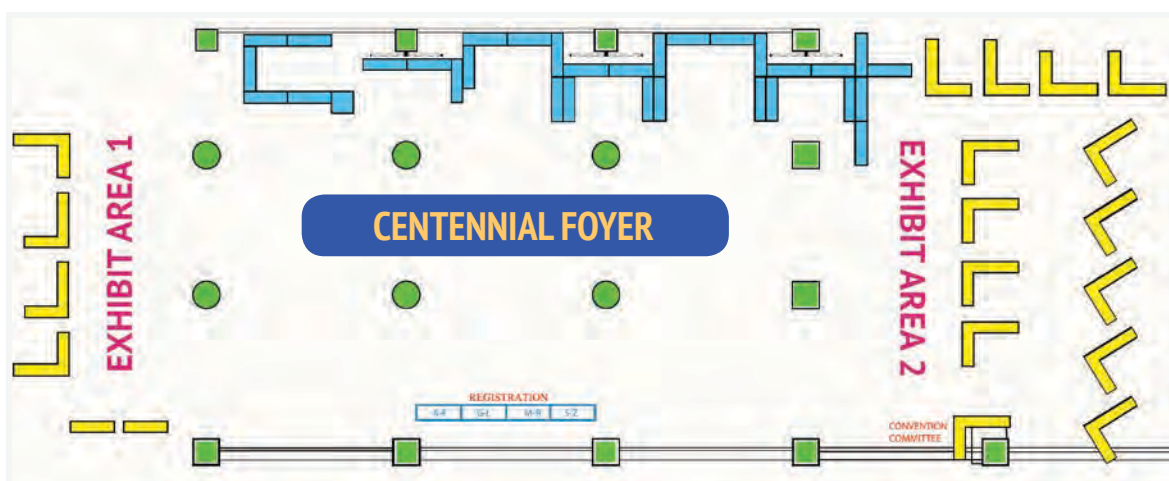 EXHIBIT AREA 1
CENTENNIAL FOYER
EXHIBIT AREA 2
REGISTRATION
A-F G-L M-R S-Z
CONVENTION
COMMITTEE